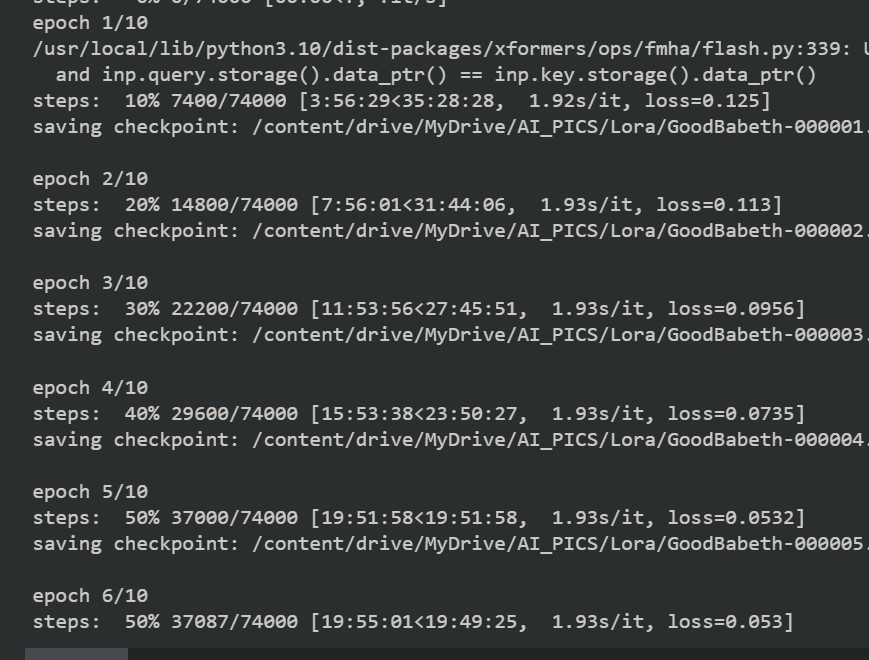 epoch 1/10
/usr/local/lib/python3.10/dist-packages/xformers/ops/fmha/flash.py:339:
and inp.query.storage().data_ptr() == inp.key.storage().data_ptr()
steps: 10% 7400/74000 [3:56:29<35:28:28, 1.92s/it, loss=0.125]
saving checkpoint: /content/drive/MyDrive/AI_PICS/Lora/GoodBabeth-000001.
epoch 2/10
steps: 20% 14800/74000 [7:56:01<31:44:06, 1.93s/it, loss=0.113]
saving checkpoint: /content/drive/MyDrive/AI_PICS/Lora/GoodBabeth-000002.
epoch 3/10
steps: 30% 22200/74000 [11:53:56<27:45:51, 1.93s/it, loss=0.0956]
saving checkpoint: /content/drive/MyDrive/AI_PICS/Lora/GoodBabeth-000003.
epoch 4/10
steps: 40% 29600/74000 [15:53:38<23:50:27, 1.93s/it, loss=0.0735]
saving checkpoint: /content/drive/MyDrive/AI_PICS/Lora/GoodBabeth-000004.
epoch 5/10
steps: 50% 37000/74000 [19:51:58<19:51:58, 1.93s/it, loss=0.0532]
saving checkpoint: /content/drive/MyDrive/AI_PICS/Lora/GoodBabeth-000005.
epoch 6/10
steps: 50% 37087/74000 [19:55:01<19:49:25, 1.93s/it, loss=0.053]